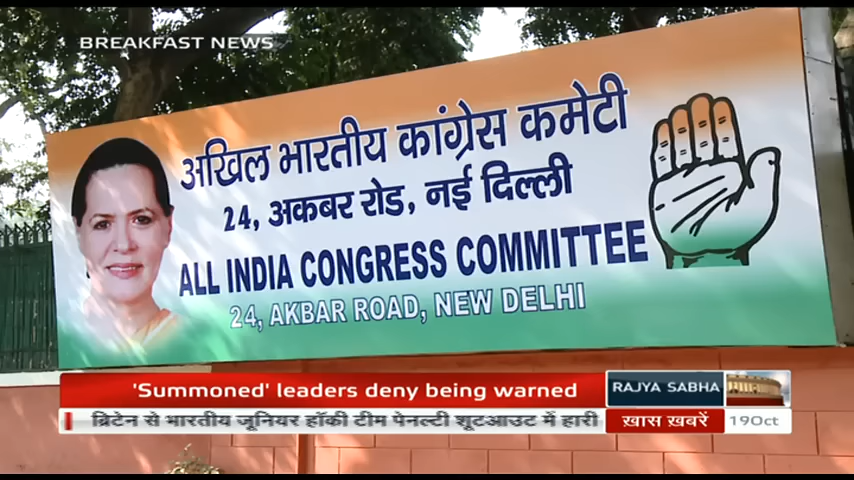 BREAKFAST NEWS
अखिल भारतीय कांग्रेस कमेटी
24, अकबर रोड, नई दिल्ली
ALL INDIA CONGRESS COMMITTEE
24, AKBAR ROAD, NEW DELHI
'Summoned' leaders deny being warned
RAJYA SABHA
ब्रिटेन से भारतीय जूनियर हॉकी टीम पेनल्टी शूटआउट में हारी
ख़ास ख़बरें
19Oct